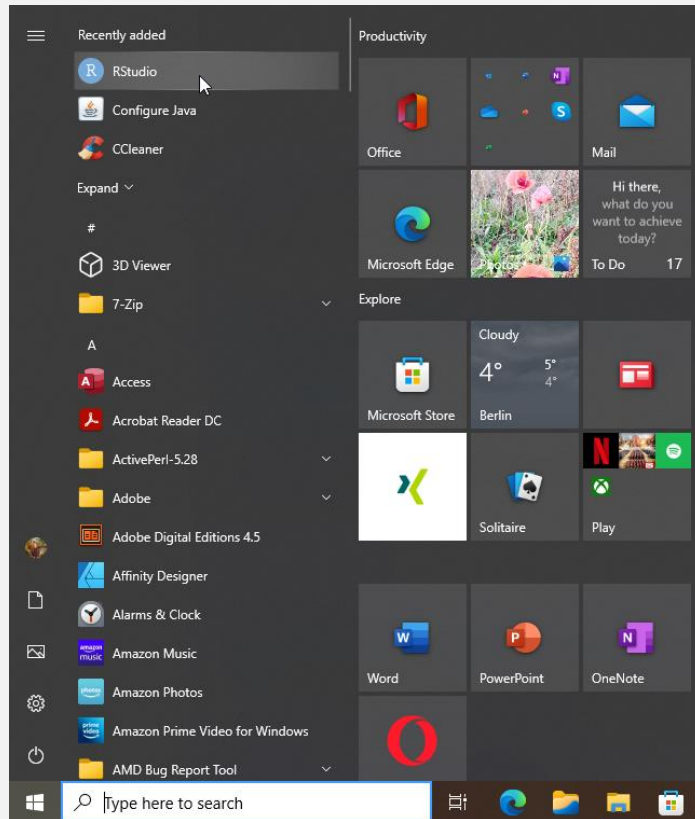 Recently added
RStudio
Configure Java
CCleaner
Expand
#
3D Viewer
7-Zip
A
Access
Acrobat Reader DC
ActivePerl-5.28
Adobe
Adobe Digital Editions 4.5
Affinity Designer
Alarms & Clock
Amazon Music
Amazon Photos
Amazon Prime Video for Windows
AMD Bug Report Tool
Productivity
Office
Mail
Microsoft Edge
Photos
Hi there,
what do you
want to achieve
today?
To Do 17
Explore
Microsoft Store
Cloudy
4° 5°
4°
Berlin
Solitaire
Play
Word
PowerPoint
OneNote
Type here to search